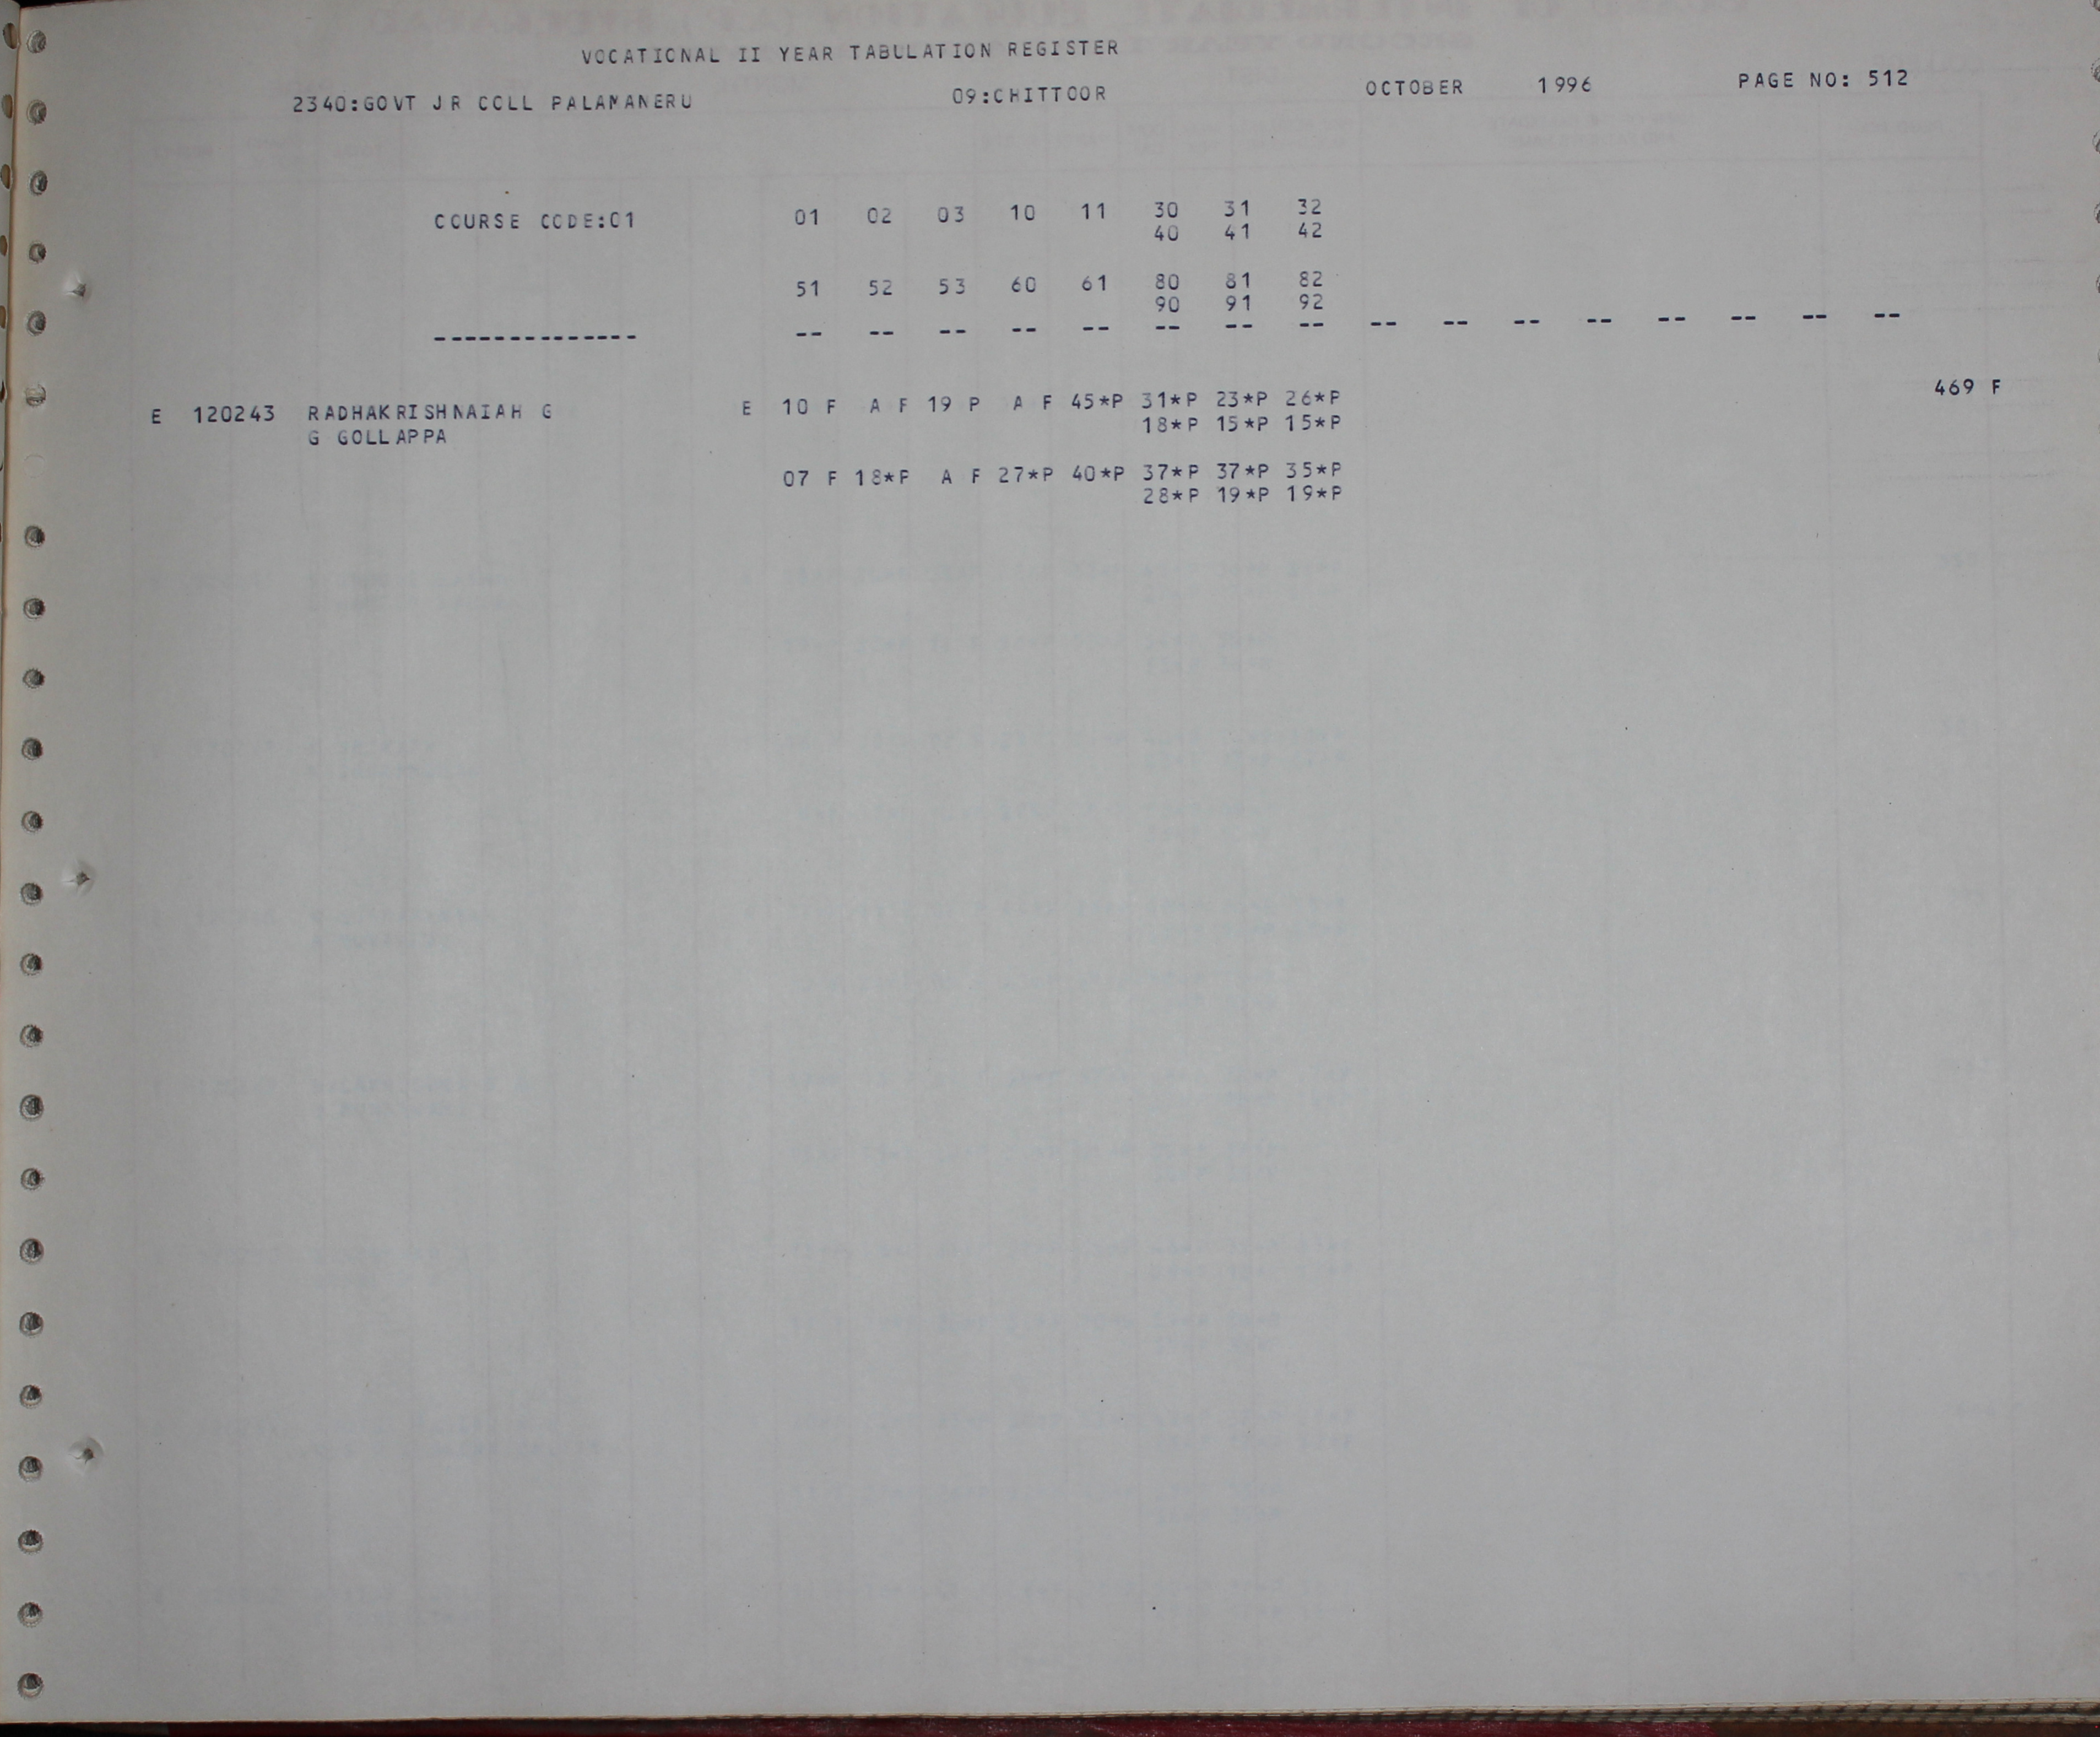 VOCATIONAL II YEAR TABULATION REGISTER
2340:GOVT JR COLL PALAMANERU 09:CHITTOOR OCTOBER 1996 PAGE NO: 512
COURSE CODE:01 01 02 03 10 11 30 31 32
40 41 42
51 52 53 60 61 80 81 82
90 91 92
-------------- -- -- -- -- -- -- -- -- -- -- -- -- -- -- -- --
E 120243 RADHAKRISHNAIAH G E 10 F A F 19 P A F 45*P 31*P 23*P 26*P 469 F
G GOLLAPPA 18*P 15*P 15*P
07 F 18*P A F 27*P 40*P 37*P 37*P 35*P
28*P 19*P 19*P